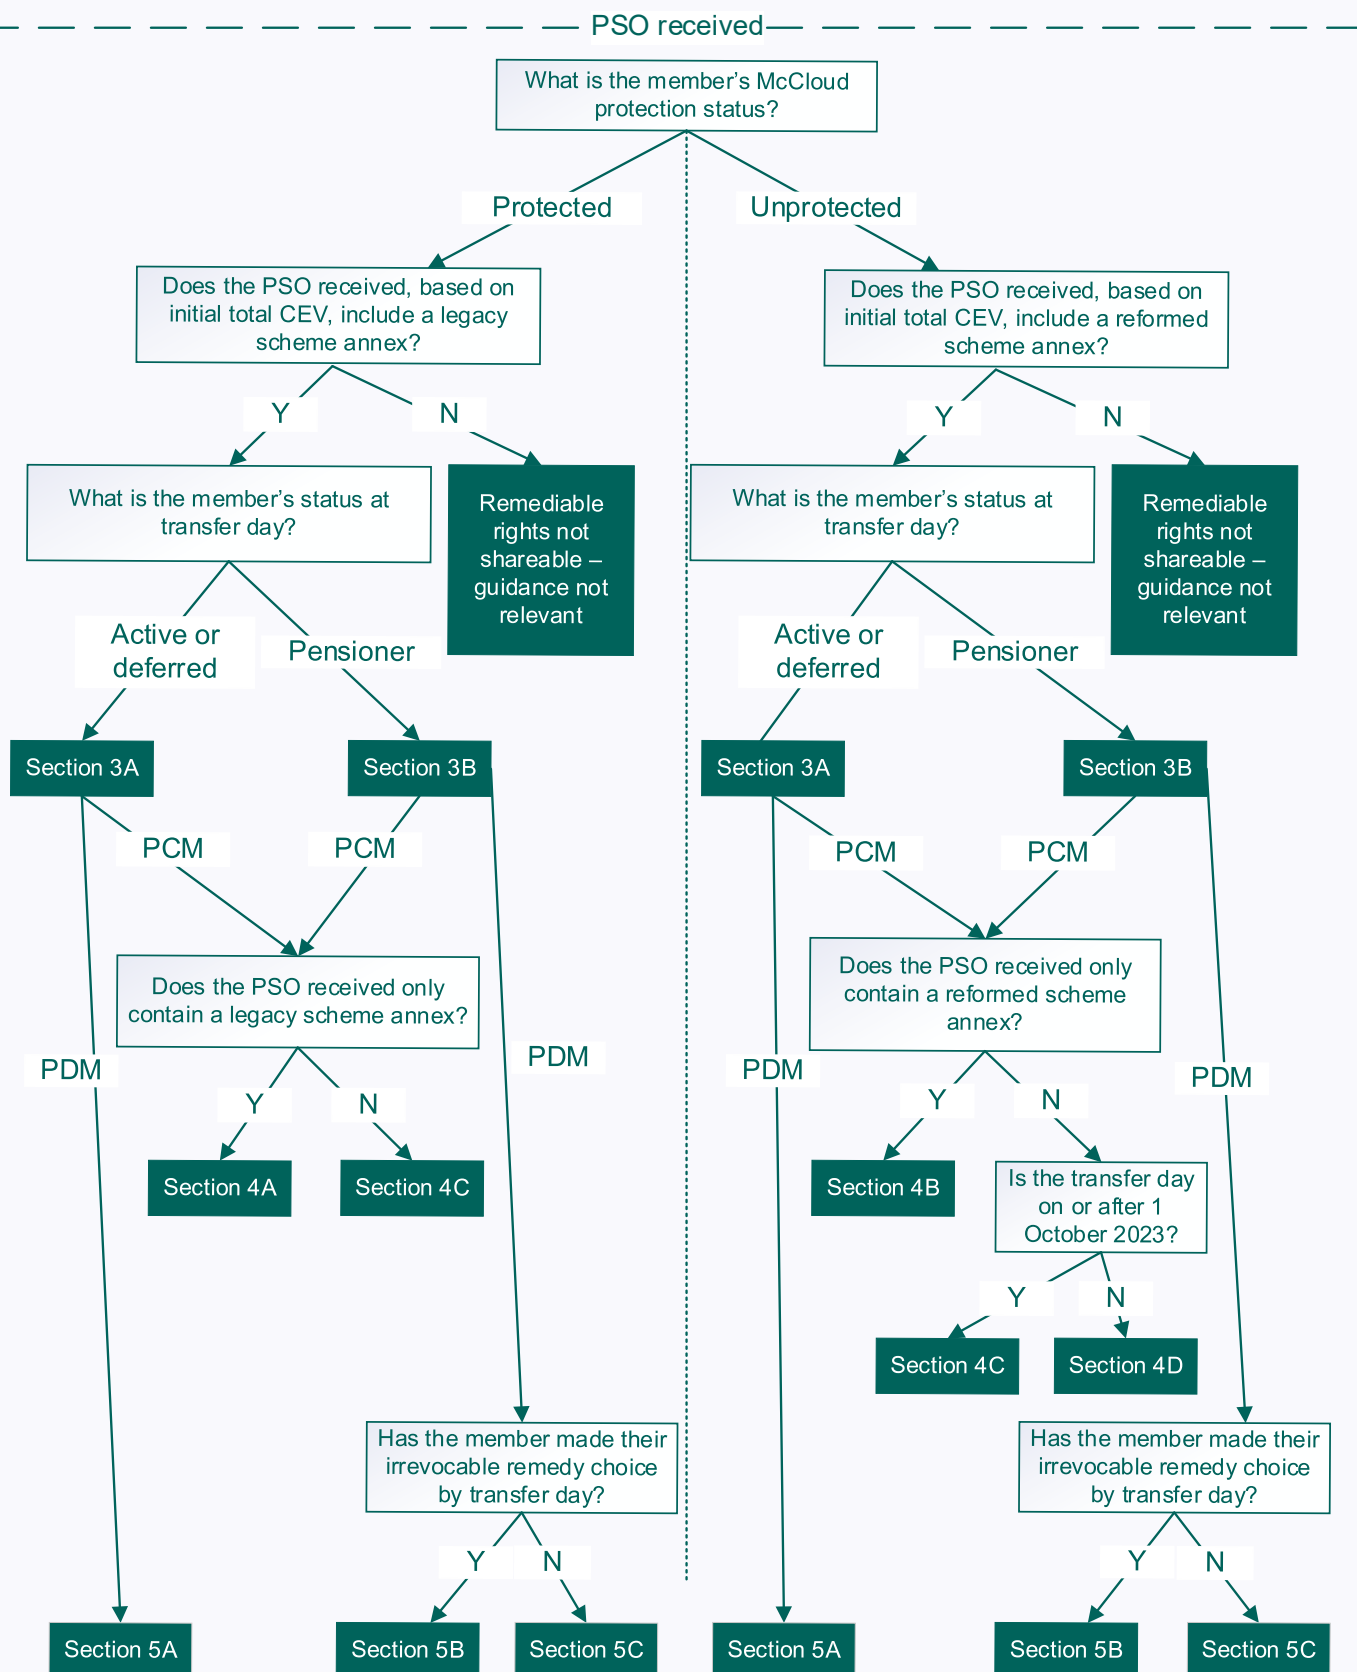 PSO received
What is the member’s McCloud
protection status?
Protected
Unprotected
Does the PSO received, based on
initial total CEV, include a legacy
scheme annex?
Does the PSO received, based on
initial total CEV, include a reformed
scheme annex?
Y
N
Y
N
What is the member’s status at
transfer day?
Remediable
rights not
shareable –
guidance not
relevant
What is the member’s status at
transfer day?
Remediable
rights not
shareable –
guidance not
relevant
Active or
deferred
Pensioner
Active or
deferred
Pensioner
Section 3A
Section 3B
Section 3A
Section 3B
PCM
PCM
PCM
PCM
Does the PSO received only
contain a legacy scheme annex?
Does the PSO received only
contain a reformed scheme
annex?
PDM
PDM
PDM
PDM
Y
N
Y
N
Section 4A
Section 4C
Section 4B
Is the transfer day
on or after 1
October 2023?
Y
N
Section 4C
Section 4D
Has the member made their
irrevocable remedy choice
by transfer day?
Has the member made their
irrevocable remedy choice
by transfer day?
Y
N
Y
N
Section 5A
Section 5B
Section 5C
Section 5A
Section 5B
Section 5C